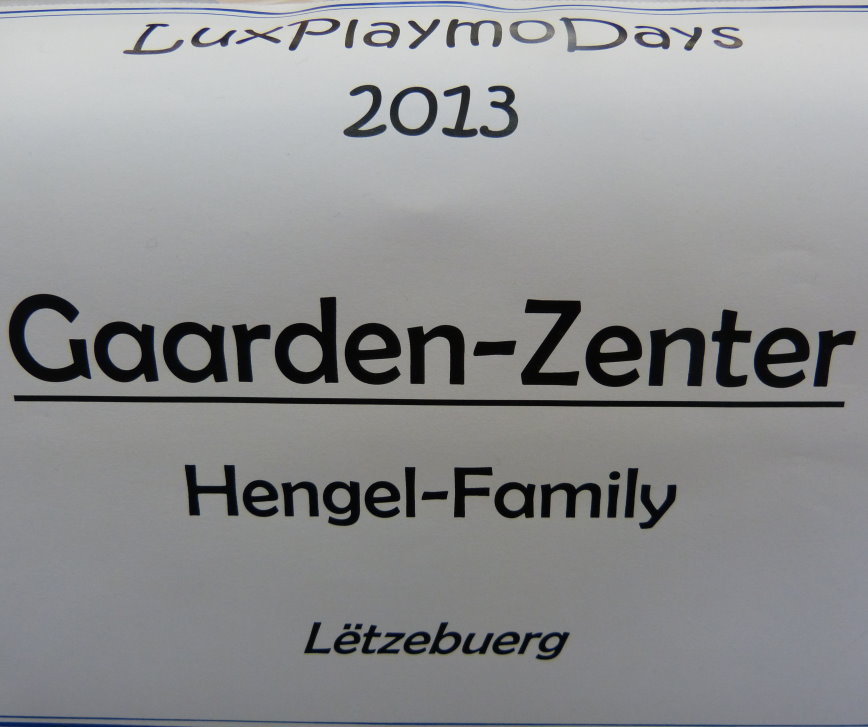 LuxPlaymoDays
2013
Gaarden-Zenter
Hengel-Family
Lëtzebuerg